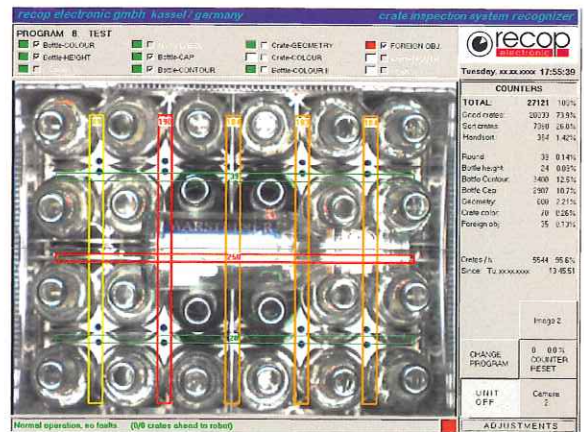 recop electronic gmbh kassel / germany
crate inspection system recognizer
PROGRAM 8 TEST
Bottle-COLOUR
Crate-GEOMETRY
FOREIGN OBJ.
Bottle-HEIGHT
Bottle-CAP
Crate-COLOUR
Bottle-CONTOUR
Bottle-COLOUR II
recop
electronic
Tuesday, xx.xx.xxxx 17:55:39
COUNTERS
TOTAL: 27121 100%
Good crates: 20033 73.9%
Sort crates: 26.0%
Handsort: 1.42%
Round 0.14%
Bottle height 24 0.09%
Bottle Contour: 3400 12.5%
Bottle Cap 2907 10.7%
Geometry: 600 2.21%
Crate color: 70 0.26%
Foreign obj. 35 0.13%
Crates / h 5544 95.6%
Since: Tu.xx.xx.xxxx 13:45:51
190
260
Image 2
CHANGE
PROGRAM
0 0.0%
COUNTER
RESET
UNIT
OFF
Camera
2
Normal operation, no faults (0/0 crates ahead to robot)
ADJUSTMENTS